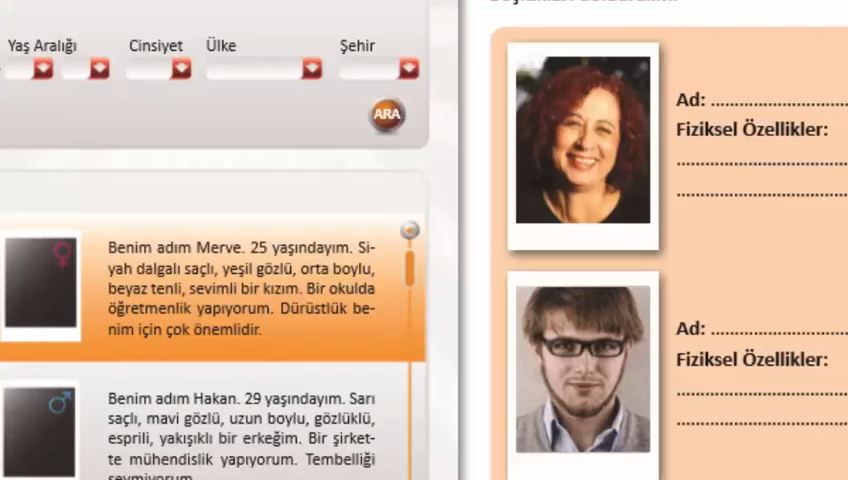 Yaş Aralığı Cinsiyet Ülke Şehir
ARA
Benim adım Merve. 25 yaşındayım. Si-
yah dalgalı saçlı, yeşil gözlü, orta boylu,
beyaz tenli, sevimli bir kızım. Bir okulda
öğretmenlik yapıyorum. Dürüstlük be-
nim için çok önemlidir.
Benim adım Hakan. 29 yaşındayım. Sarı
saçlı, mavi gözlü, uzun boylu, gözlüklü,
esprili, yakışıklı bir erkeğim. Bir şirket-
te mühendislik yapıyorum. Tembelliği
sevmiyorum.
Ad: ................................
Fiziksel Özellikler:
................................
................................
Ad: ................................
Fiziksel Özellikler:
................................
................................